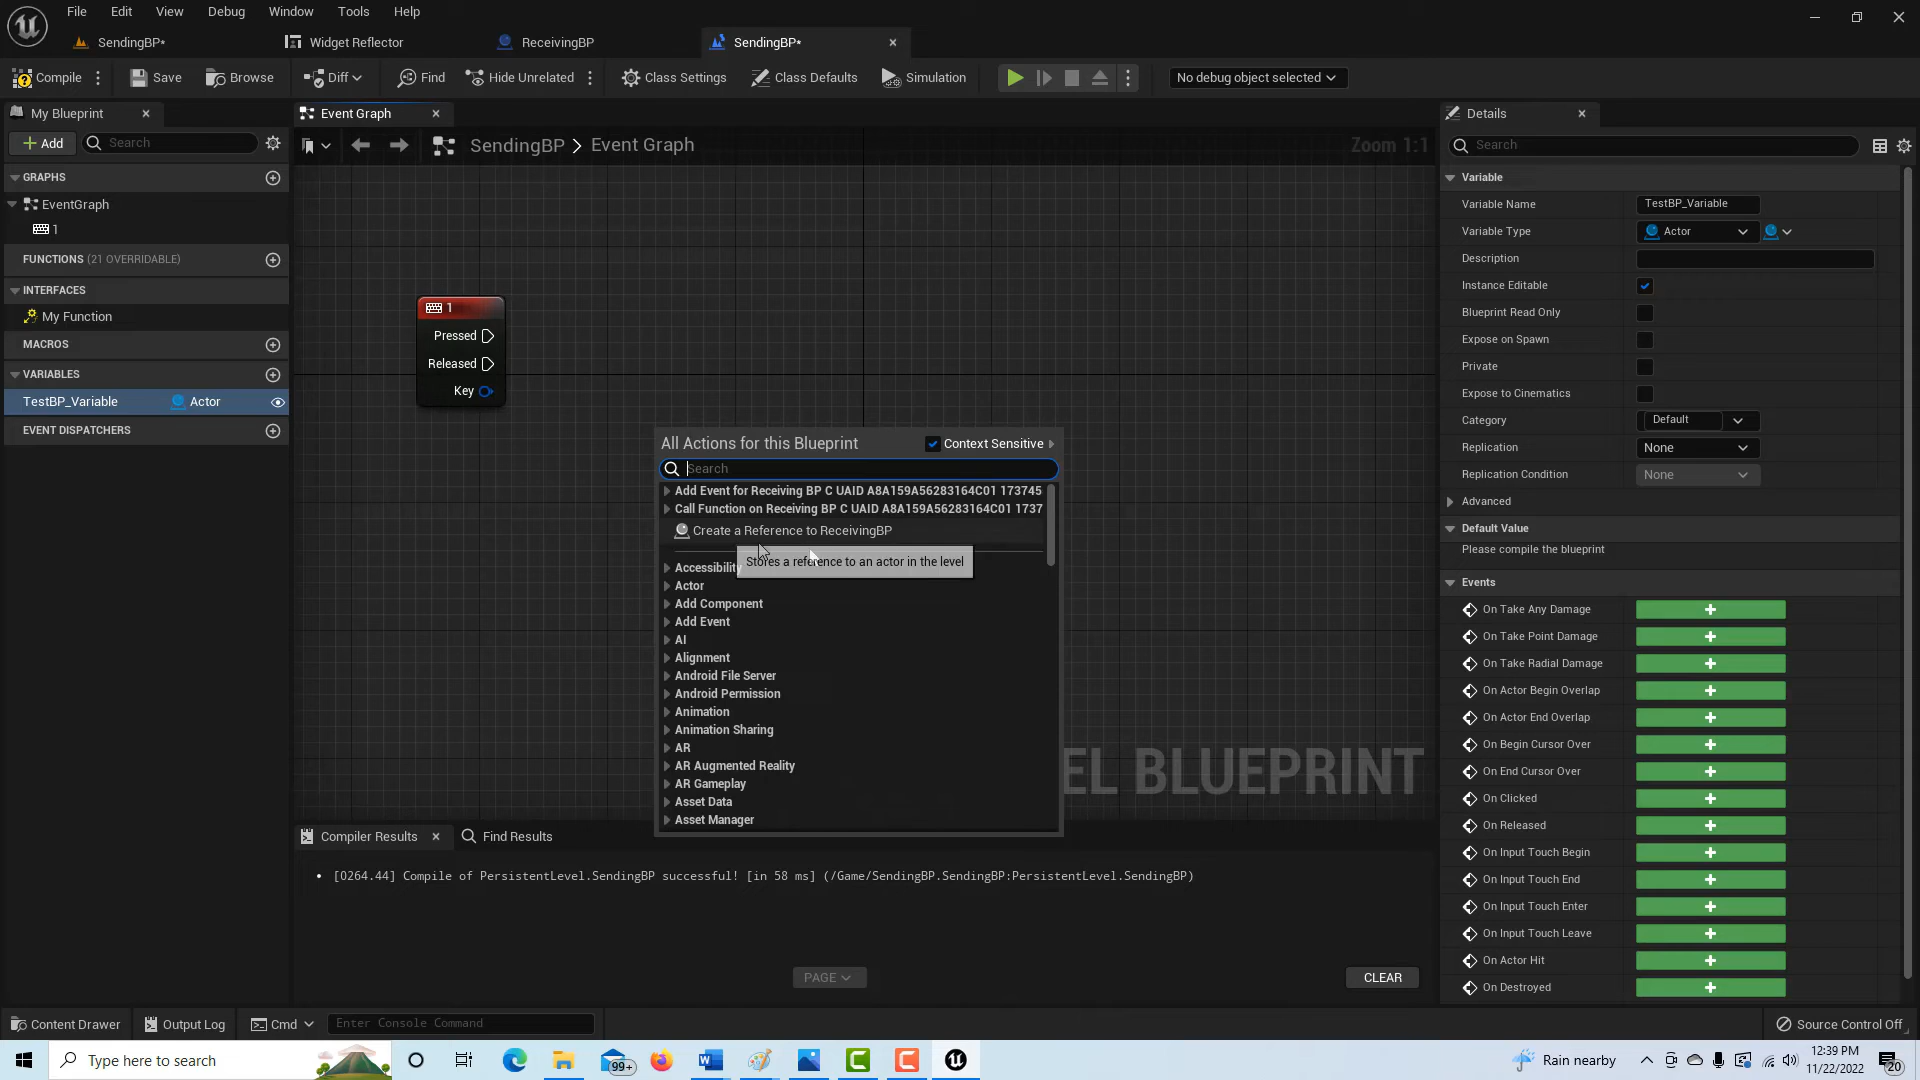 File Edit View Debug Window Tools Help
SendingBP* Widget Reflector ReceivingBP SendingBP*
Compile Save Browse Diff Find Hide Unrelated Class Settings Class Defaults Simulation No debug object selected
My Blueprint Event Graph Details
Add Search SendingBP > Event Graph Zoom 1:1 Search
GRAPHS
EventGraph
1
FUNCTIONS (21 OVERRIDABLE)
INTERFACES
My Function
MACROS
VARIABLES
TestBP_Variable Actor
EVENT DISPATCHERS
1
Pressed
Released
Key
All Actions for this Blueprint Context Sensitive
Search
Add Event for Receiving BP C UAID A8A159A56283164C01 173745
Call Function on Receiving BP C UAID A8A159A56283164C01 1737
Create a Reference to ReceivingBP
Stores a reference to an actor in the level
Accessibility
Actor
Add Component
Add Event
AI
Alignment
Android File Server
Android Permission
Animation
Animation Sharing
AR
AR Augmented Reality
AR Gameplay
Asset Data
Asset Manager
EL BLUEPRINT
Variable
Variable Name TestBP_Variable
Variable Type Actor
Description
Instance Editable
Blueprint Read Only
Expose on Spawn
Private
Expose to Cinematics
Category Default
Replication None
Replication Condition None
Advanced
Default Value
Please compile the blueprint
Events
On Take Any Damage
On Take Point Damage
On Take Radial Damage
On Actor Begin Overlap
On Actor End Overlap
On Begin Cursor Over
On End Cursor Over
On Clicked
On Released
On Input Touch Begin
On Input Touch End
On Input Touch Enter
On Input Touch Leave
On Actor Hit
On Destroyed
Compiler Results Find Results
[0264.44] Compile of PersistentLevel.SendingBP successful! [in 58 ms] (/Game/SendingBP.SendingBP:PersistentLevel.SendingBP)
PAGE CLEAR
Content Drawer Output Log Cmd Enter Console Command Source Control Off
Type here to search 99+ Rain nearby 12:39 PM
11/22/2022 20